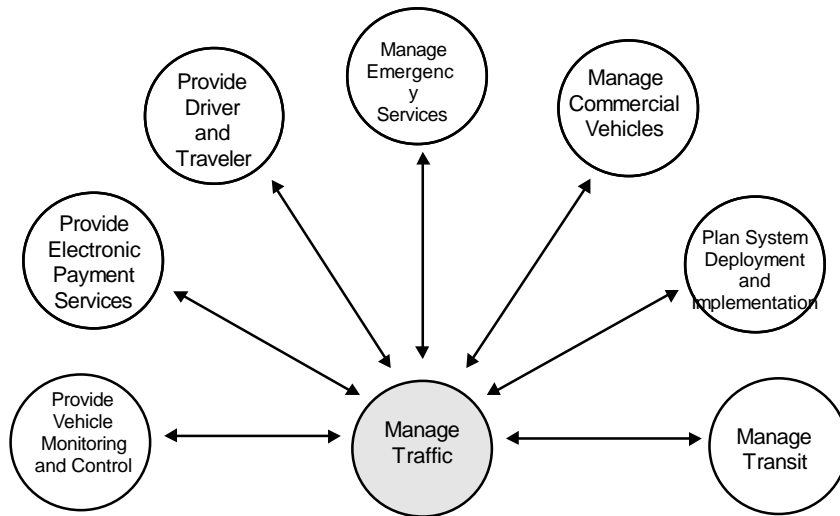 Manage
Emergenc
y
Services
Manage
Commercial
Vehicles
Provide
Driver
and
Traveler
Provide
Electronic
Payment
Services
Plan System
Deployment
and
Implementation
Provide
Vehicle
Monitoring
and Control
Manage
Traffic
Manage
Transit